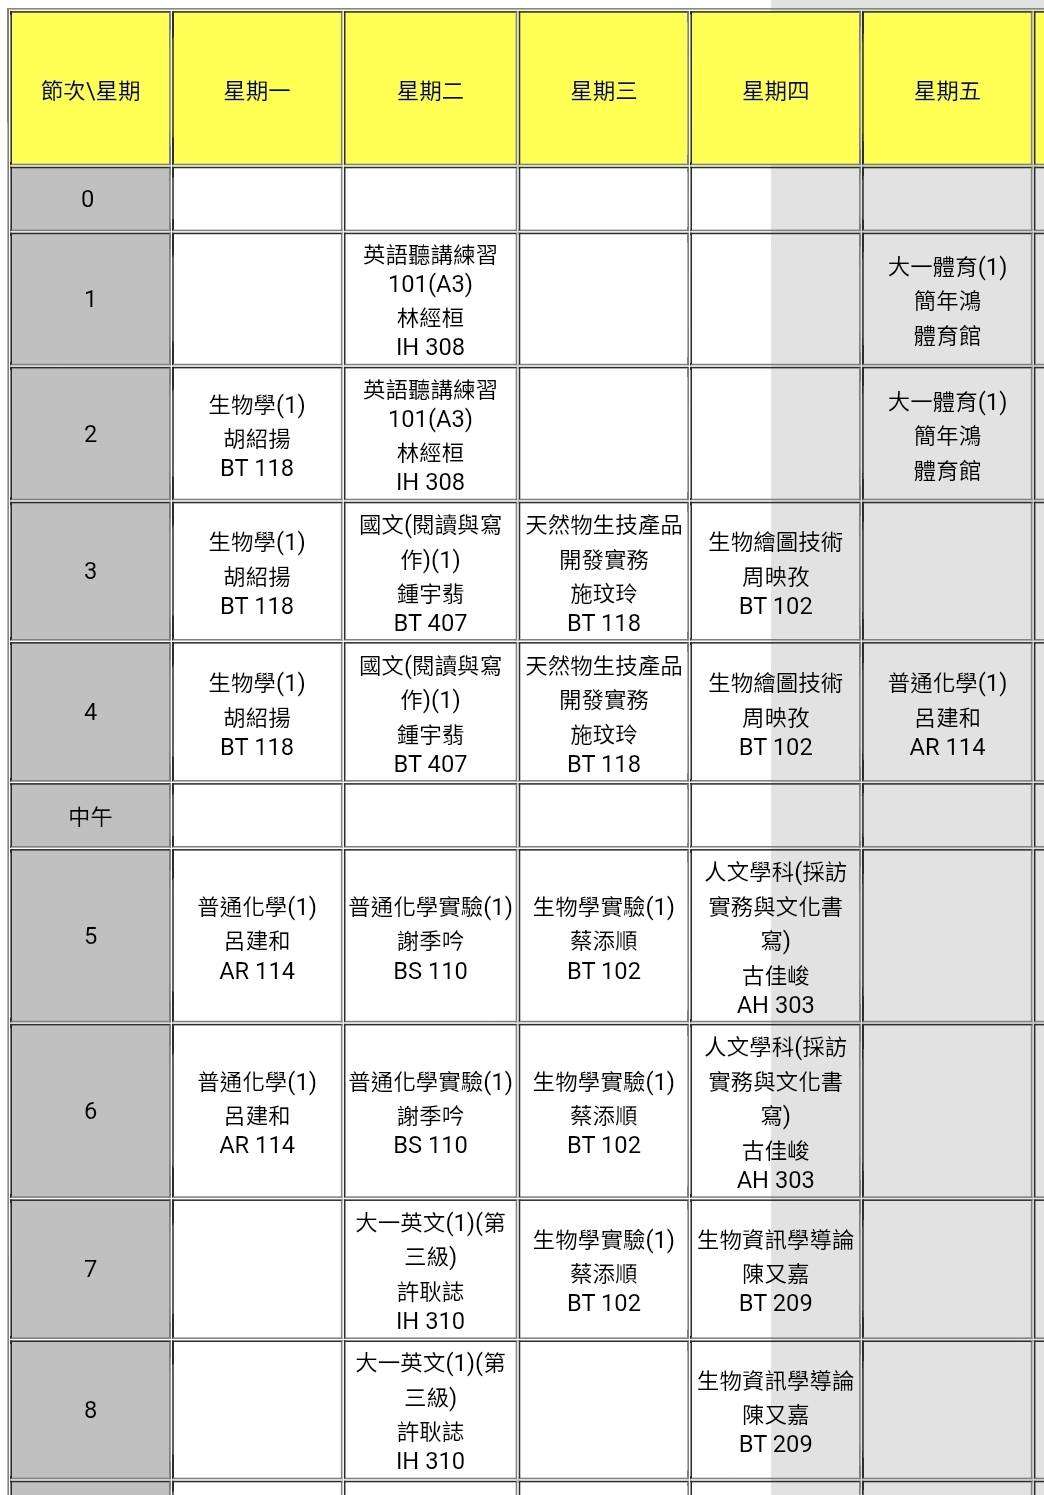 節次\星期 星期一 星期二 星期三 星期四 星期五
0
1
英語聽講練習
101(A3)
林經桓
IH 308
大一體育(1)
簡年鴻
體育館
2
生物學(1)
胡紹揚
BT 118
英語聽講練習
101(A3)
林經桓
IH 308
大一體育(1)
簡年鴻
體育館
3
生物學(1)
胡紹揚
BT 118
國文(閱讀與寫
作)(1)
鍾宇翡
BT 407
天然物生技產品
開發實務
施玟玲
BT 118
生物繪圖技術
周映孜
BT 102
4
生物學(1)
胡紹揚
BT 118
國文(閱讀與寫
作)(1)
鍾宇翡
BT 407
天然物生技產品
開發實務
施玟玲
BT 118
生物繪圖技術
周映孜
BT 102
普通化學(1)
呂建和
AR 114
中午
5
普通化學(1)
呂建和
AR 114
普通化學實驗(1)
謝季吟
BS 110
生物學實驗(1)
蔡添順
BT 102
人文學科(採訪
實務與文化書
寫)
古佳峻
AH 303
6
普通化學(1)
呂建和
AR 114
普通化學實驗(1)
謝季吟
BS 110
生物學實驗(1)
蔡添順
BT 102
人文學科(採訪
實務與文化書
寫)
古佳峻
AH 303
7
大一英文(1)(第
三級)
許耿誌
IH 310
生物學實驗(1)
蔡添順
BT 102
生物資訊學導論
陳又嘉
BT 209
8
大一英文(1)(第
三級)
許耿誌
IH 310
生物資訊學導論
陳又嘉
BT 209